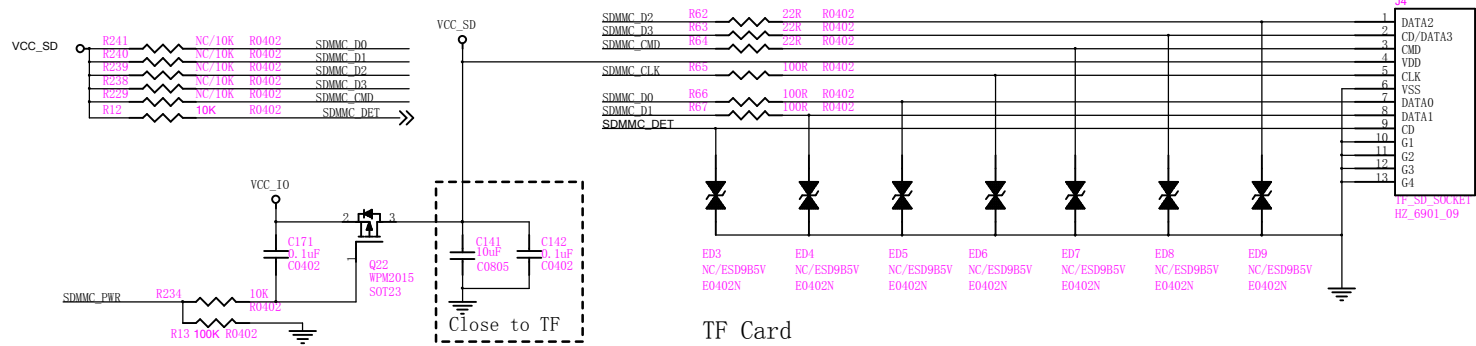 VCC_SD
R241 NC/10K R0402 SDMMC_D0
R240 NC/10K R0402 SDMMC_D1
R239 NC/10K R0402 SDMMC_D2
R238 NC/10K R0402 SDMMC_D3
R229 NC/10K R0402 SDMMC_CMD
R12 10K R0402 SDMMC_DET
VCC_SD
SDMMC_D2 R62 22R R0402
SDMMC_D3 R63 22R R0402
SDMMC_CMD R64 22R R0402
SDMMC_CLK R65 100R R0402
SDMMC_D0 R66 100R R0402
SDMMC_D1 R67 100R R0402
SDMMC_DET
J4
1 DATA2
2 CD/DATA3
3 CMD
4 VDD
5 CLK
6 VSS
7 DATA0
8 DATA1
9 CD
10 G1
11 G2
12 G3
13 G4
TF_SD_SOCKET
HZ_6901_09
VCC_IO
2 3
1
C171
0.1uF
C0402
Q22
WPM2015
SOT23
C141
10uF
C0805
C142
0.1uF
C0402
SDMMC_PWR R234 10K
R0402
R13 100K R0402
Close to TF
ED3
NC/ESD9B5V
E0402N
ED4
NC/ESD9B5V
E0402N
ED5
NC/ESD9B5V
E0402N
ED6
NC/ESD9B5V
E0402N
ED7
NC/ESD9B5V
E0402N
ED8
NC/ESD9B5V
E0402N
ED9
NC/ESD9B5V
E0402N
TF Card